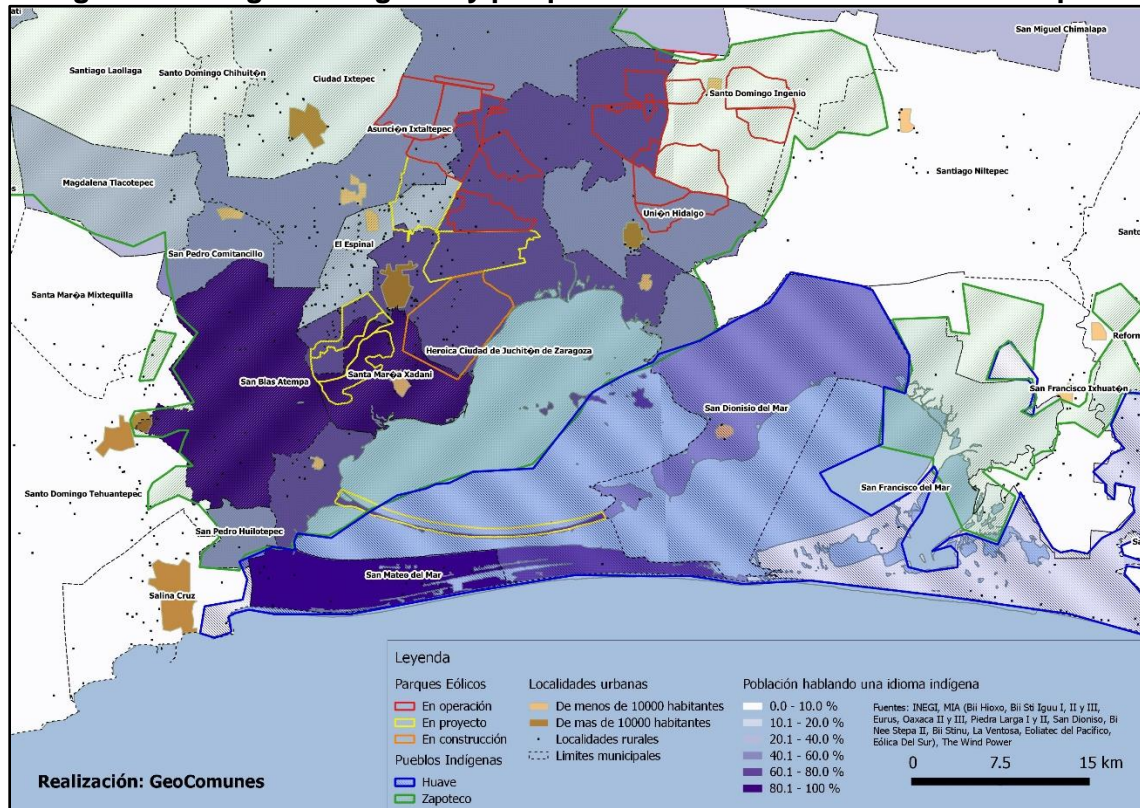 San Miguel Chimalapa
Santiago Laollaga
Santo Domingo Chihuit�n
Ciudad Ixtepec
Santo Domingo Ingenio
Asunci�n Ixtaltepec
Magdalena Tlacotepec
Santiago Niltepec
Uni�n Hidalgo
El Espinal
San Pedro Comitancillo
Santo
Santa Mar�a Mixtequilla
Reform
Heroica Ciudad de Juchit�n de Zaragoza
San Blas Atempa
Santa Mar�a Xadani
San Francisco Ixhuat�n
San Dionisio del Mar
Santo Domingo Tehuantepec
San Francisco del Mar
San Pedro Huilotepec
San Mateo del Mar
Salina Cruz
Leyenda
Parques Eólicos
En operación
En proyecto
En construcción
Pueblos Indígenas
Huave
Zapoteco
Localidades urbanas
De menos de 10000 habitantes
De mas de 10000 habitantes
Localidades rurales
Limites municipales
Población hablando una idioma indígena
0.0 - 10.0 %
10.1 - 20.0 %
20.1 - 40.0 %
40.1 - 60.0 %
60.1 - 80.0 %
80.1 - 100 %
Fuentes: INEGI, MIA (Bii Hioxo, Bii Sti Iguu I, II y III,
Eurus, Oaxaca II y III, Piedra Larga I y II, San Dioniso, Bi
Nee Stepa II, Bii Stinu, La Ventosa, Eoliatec del Pacífico,
Eólica Del Sur), The Wind Power
0 7.5 15 km
Realización: GeoComunes